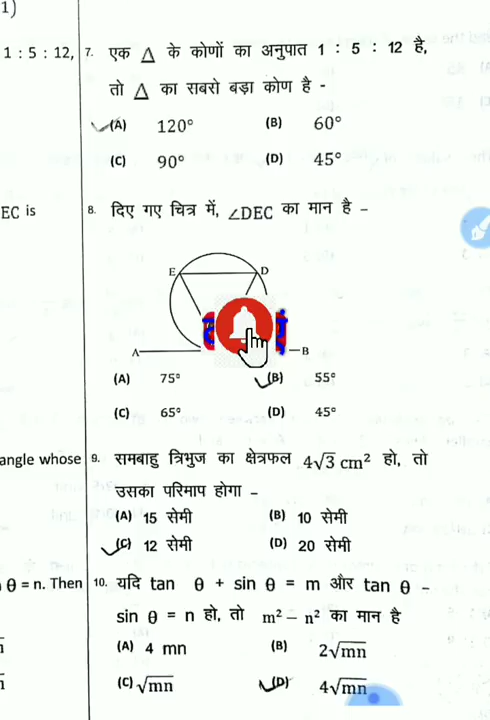 1)
1 : 5 : 12,
7. एक Δ के कोणों का अनुपात 1 : 5 : 12 है,
तो Δ का सबसे बड़ा कोण है -
(A) 120° (B) 60°
(C) 90° (D) 45°
EC is
8. दिए गए चित्र में, ∠DEC का मान है -
E D
A B
(A) 75° (B) 55°
(C) 65° (D) 45°
angle whose
9. समबाहु त्रिभुज का क्षेत्रफल 4√3 cm² हो, तो
उसका परिमाप होगा -
(A) 15 सेमी (B) 10 सेमी
(C) 12 सेमी (D) 20 सेमी
θ = n. Then
10. यदि tan θ + sin θ = m और tan θ -
sin θ = n हो, तो m² - n² का मान है
(A) 4 mn (B) 2√mn
(C) √mn (D) 4√mn